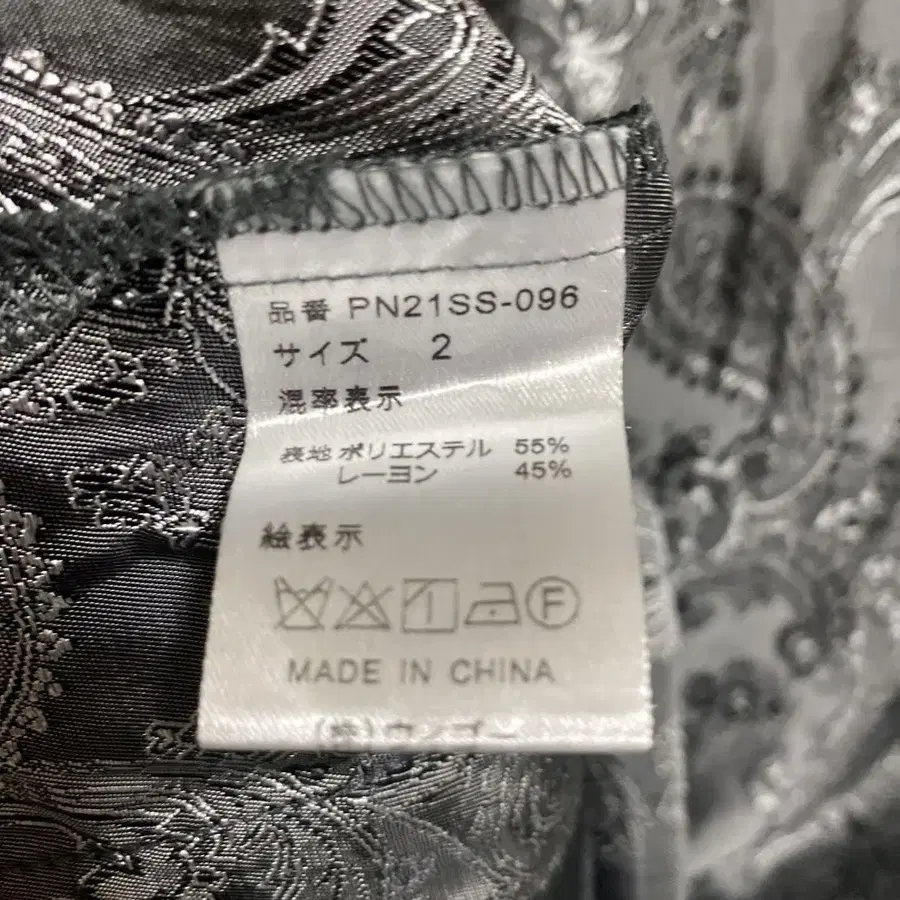 品番 PN21SS-096
サイズ 2
混率表示
表地 ポリエステル 55%
レーヨン 45%
絵表示
F
MADE IN CHINA